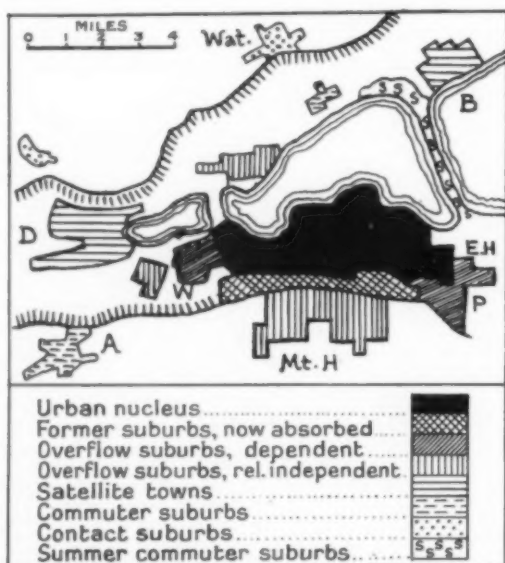 MILES
0 1 2 3 4
Wat.
S S S
B
S
S
S
S
D
E.H
W
P
A
Mt. H
Urban nucleus
Former suburbs, now absorbed
Overflow suburbs, dependent
Overflow suburbs, rel. independent
Satellite towns
Commuter suburbs
Contact suburbs
Summer commuter suburbs
S S S S S